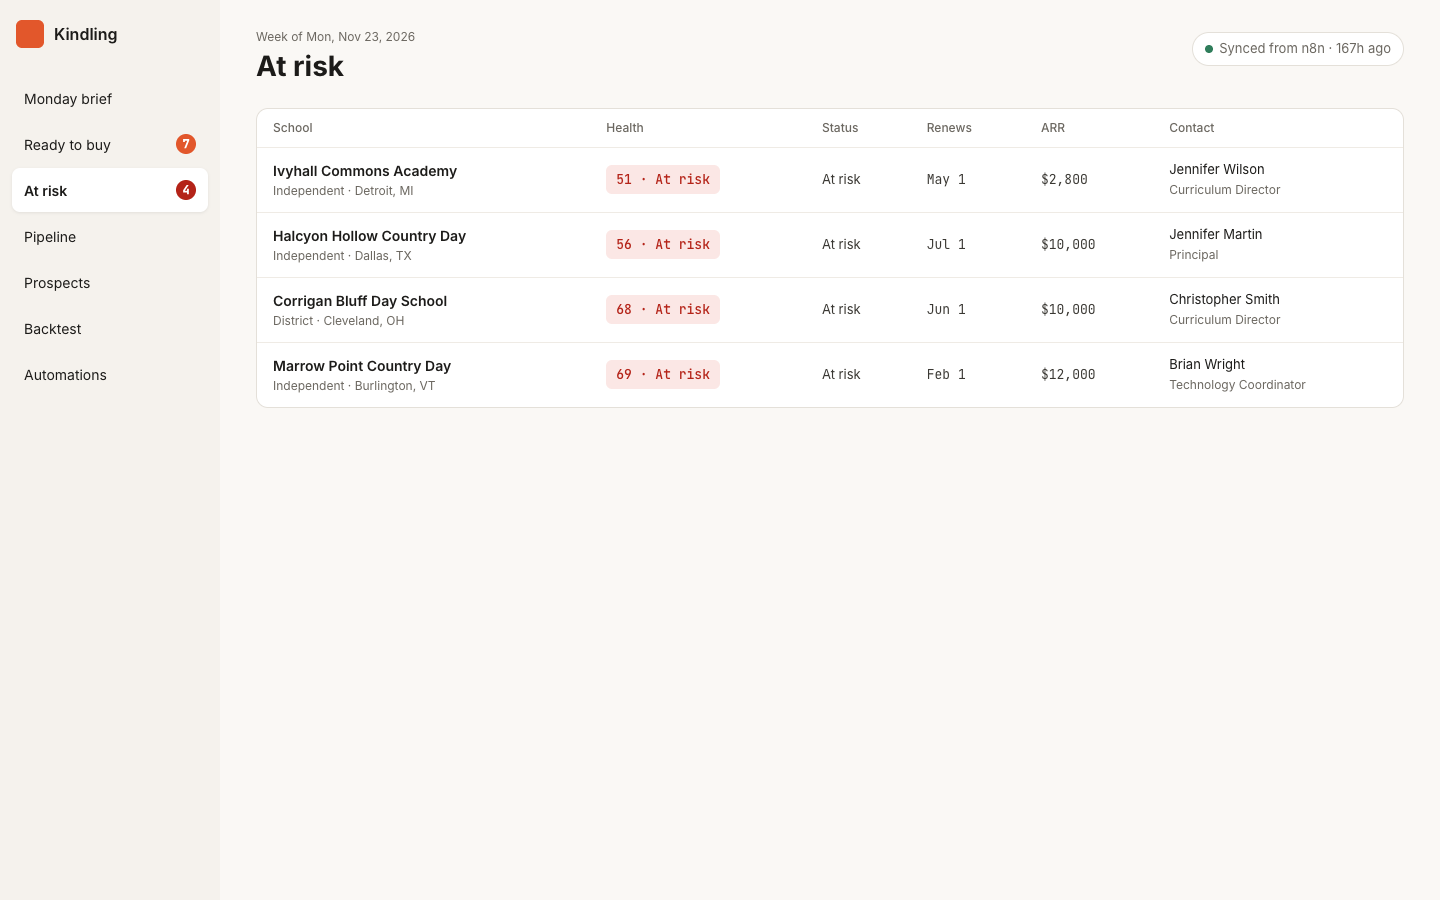 Kindling
Monday brief
Ready to buy 7
At risk 4
Pipeline
Prospects
Backtest
Automations
Week of Mon, Nov 23, 2026
At risk
Synced from n8n · 167h ago
School Health Status Renews ARR Contact
Ivyhall Commons Academy
Independent · Detroit, MI
51 · At risk At risk May 1 $2,800
Jennifer Wilson
Curriculum Director
Halcyon Hollow Country Day
Independent · Dallas, TX
56 · At risk At risk Jul 1 $10,000
Jennifer Martin
Principal
Corrigan Bluff Day School
District · Cleveland, OH
68 · At risk At risk Jun 1 $10,000
Christopher Smith
Curriculum Director
Marrow Point Country Day
Independent · Burlington, VT
69 · At risk At risk Feb 1 $12,000
Brian Wright
Technology Coordinator